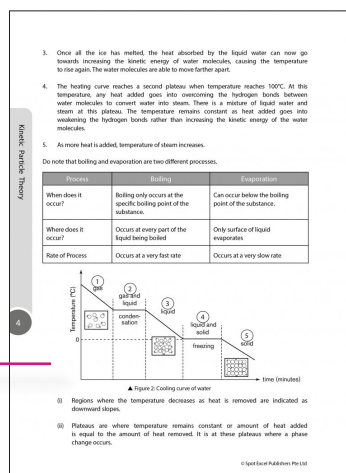 3. Once all the ice has melted, the heat absorbed by the liquid water can now go
towards increasing the kinetic energy of water molecules, causing the temperature
to rise again. The water molecules are able to move farther apart.
4. The heating curve reaches a second plateau when temperature reaches 100°C. At this
temperature, any heat added goes into overcoming the hydrogen bonds between
water molecules to convert water into steam. There is a mixture of liquid water and
steam at this plateau. The temperature remains constant as heat added goes into
weakening the hydrogen bonds rather than increasing the kinetic energy of the water
molecules.
5. As more heat is added, temperature of steam increases.
Kinetic Particle Theory
Do note that boiling and evaporation are two different processes.
Process Boiling Evaporation
When does it occur? Boiling only occurs at the specific boiling point of the substance. Can occur below the boiling point of the substance.
Where does it occur? Occurs at every part of the liquid being boiled Only surface of liquid evaporates
Rate of Process Occurs at a very fast rate Occurs at a very slow rate
4
Temperature (°C)
0
1
gas
2
gas and
liquid
conden-
sation
3
liquid
4
liquid and
solid
freezing
5
solid
time (minutes)
▲ Figure 2: Cooling curve of water
(i) Regions where the temperature decreases as heat is removed are indicated as
downward slopes.
(ii) Plateaus are where temperature remains constant or amount of heat added
is equal to the amount of heat removed. It is at these plateaus where a phase
change occurs.
© Spot Excel Publishers Pte Ltd